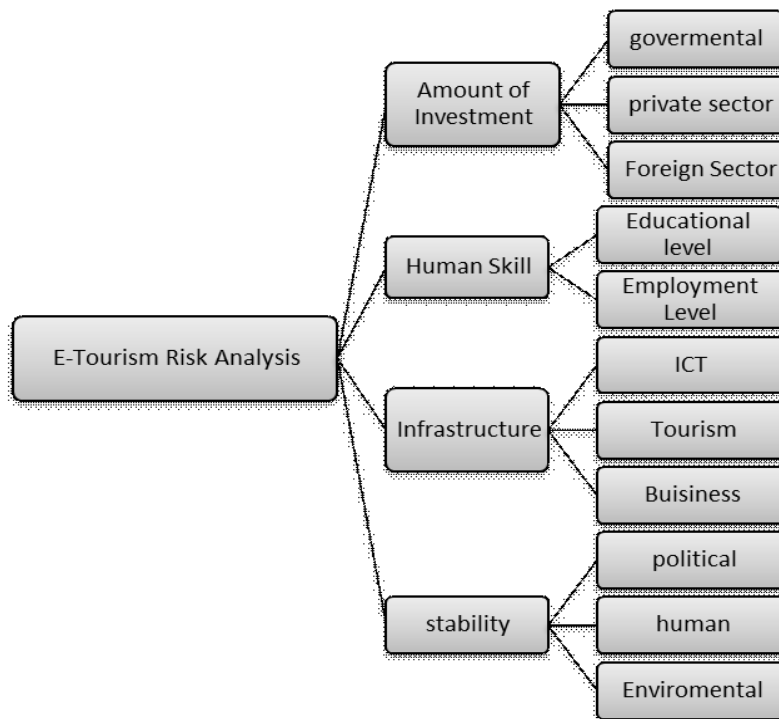 E-Tourism Risk Analysis
Amount of
Investment
govermental
private sector
Foreign Sector
Human Skill
Educational
level
Employment
Level
Infrastructure
ICT
Tourism
Buisiness
stability
political
human
Enviromental